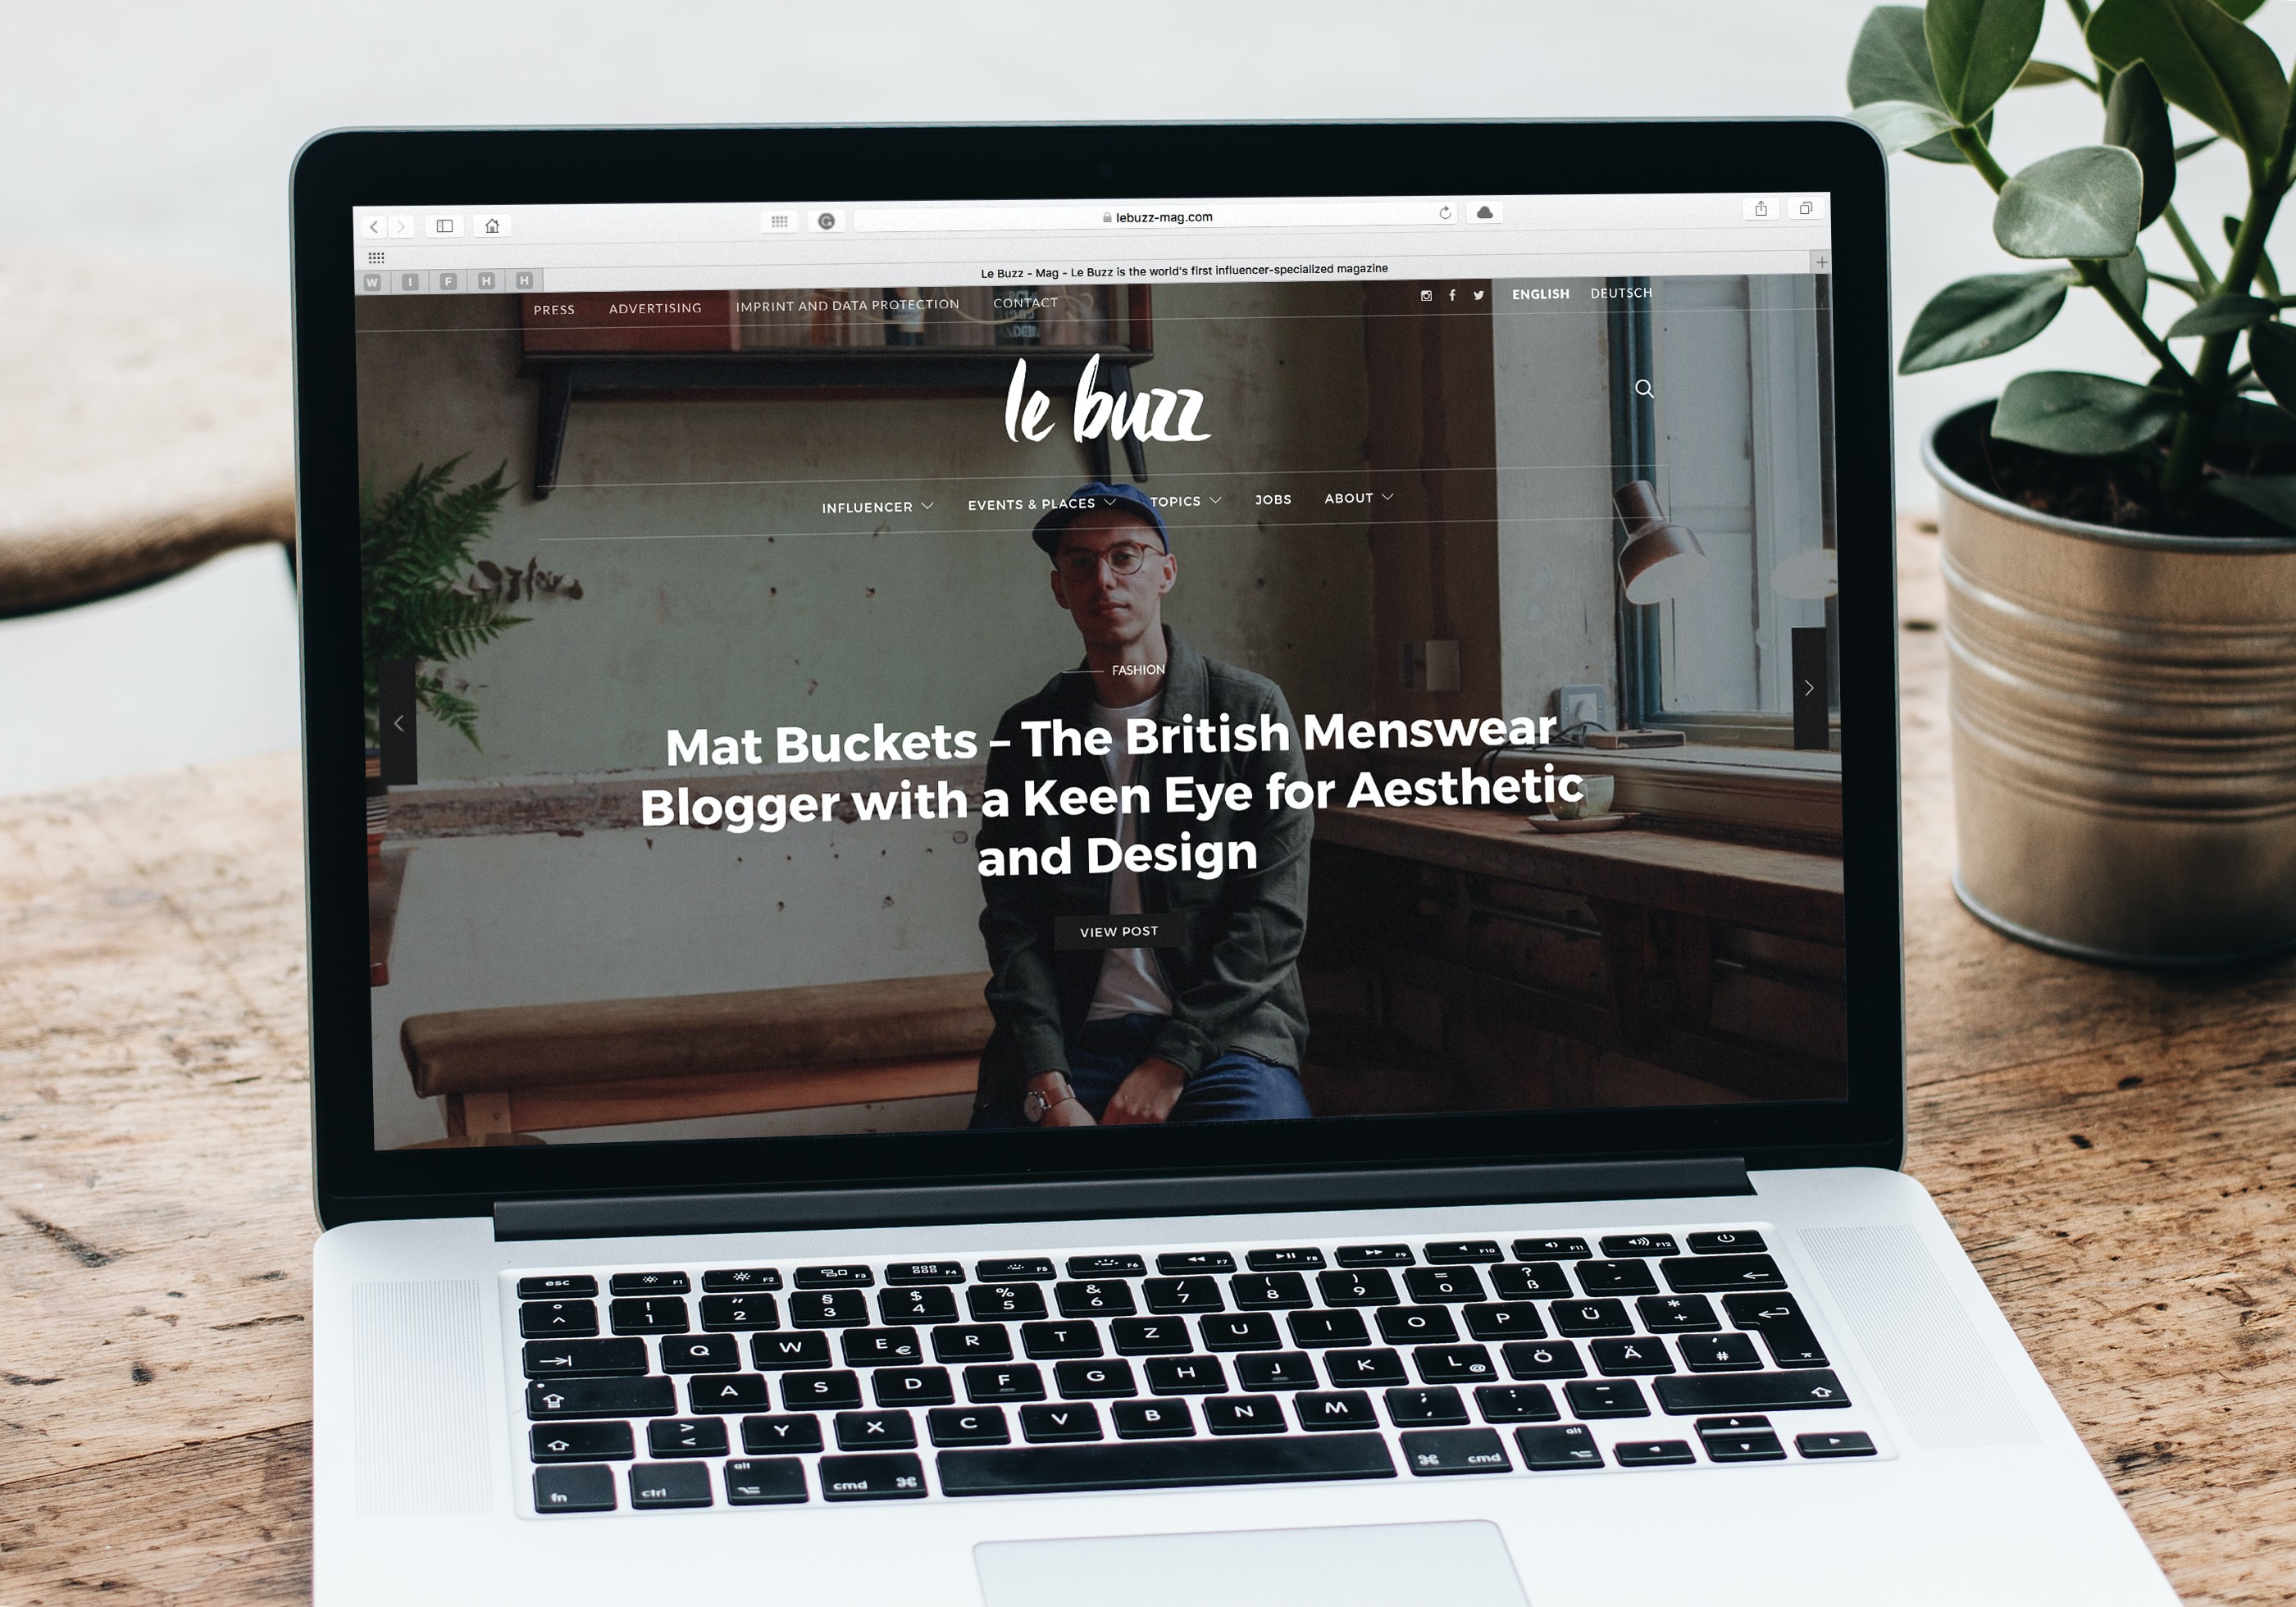 lebuzz-mag.com
W I F H H
Le Buzz - Mag - Le Buzz is the world's first influencer-specialized magazine
PRESS ADVERTISING IMPRINT AND DATA PROTECTION CONTACT ENGLISH DEUTSCH
le buzz
INFLUENCER EVENTS & PLACES TOPICS JOBS ABOUT
FASHION
Mat Buckets – The British Menswear
Blogger with a Keen Eye for Aesthetic
and Design
VIEW POST
esc F1 F2 F3 F4 F5 F6 F7 F8 F9 F10 F11 F12
° ! " § $ % & / ( ) = ?
^ 1 2 3 4 5 6 7 8 9 0 ß
Q W E € R T Z U I O P Ü * +
A S D F G H J K L @ Ö Ä #
> < Y X C V B N M ; : -
fn ctrl alt cmd ⌘ ⌘ cmd alt